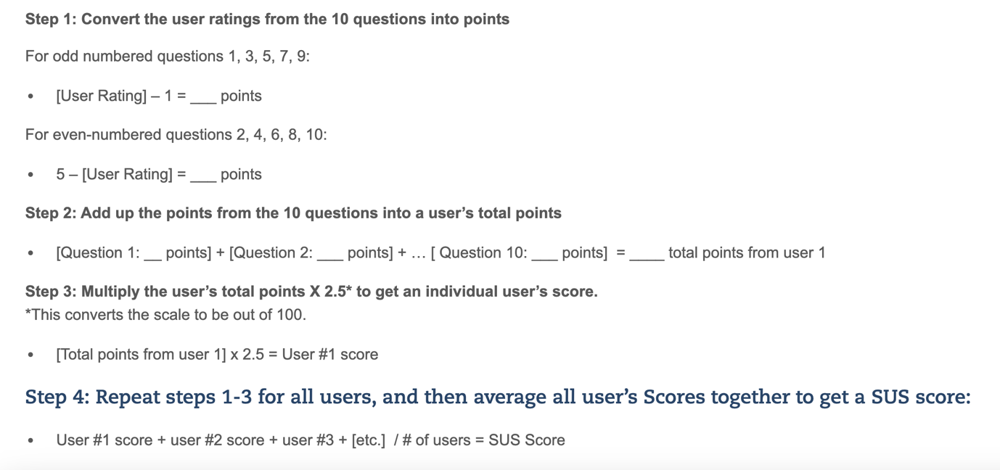 Step 1: Convert the user ratings from the 10 questions into points
For odd numbered questions 1, 3, 5, 7, 9:
• [User Rating] – 1 = ___ points
For even-numbered questions 2, 4, 6, 8, 10:
• 5 – [User Rating] = ___ points
Step 2: Add up the points from the 10 questions into a user’s total points
• [Question 1: __ points] + [Question 2: ___ points] + … [ Question 10: ___ points] = ____ total points from user 1
Step 3: Multiply the user’s total points X 2.5* to get an individual user’s score.
*This converts the scale to be out of 100.
• [Total points from user 1] x 2.5 = User #1 score
Step 4: Repeat steps 1-3 for all users, and then average all user’s Scores together to get a SUS score:
• User #1 score + user #2 score + user #3 + [etc.] / # of users = SUS Score